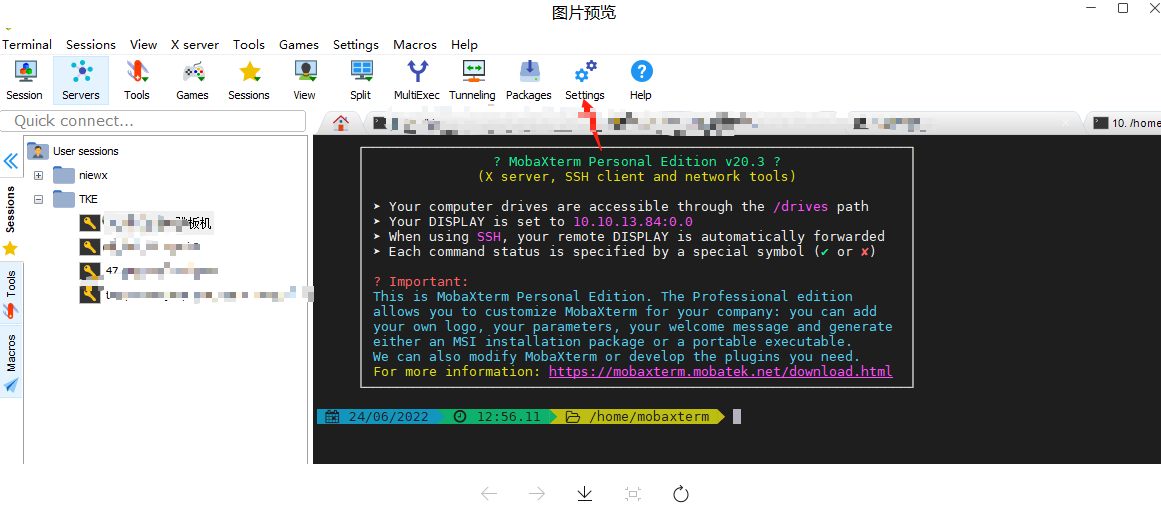 图片预览
Terminal Sessions View X server Tools Games Settings Macros Help
Session Servers Tools Games Sessions View Split MultiExec Tunneling Packages Settings Help
Quick connect...
10. /home
User sessions
niewx
TKE
板机
47
Sessions
Tools
Macros
? MobaXterm Personal Edition v20.3 ?
(X server, SSH client and network tools)
➤ Your computer drives are accessible through the /drives path
➤ Your DISPLAY is set to 10.10.13.84:0.0
➤ When using SSH, your remote DISPLAY is automatically forwarded
➤ Each command status is specified by a special symbol (✔ or ✘)
? Important:
This is MobaXterm Personal Edition. The Professional edition
allows you to customize MobaXterm for your company: you can add
your own logo, your parameters, your welcome message and generate
either an MSI installation package or a portable executable.
We can also modify MobaXterm or develop the plugins you need.
For more information: https://mobaxterm.mobatek.net/download.html
24/06/2022 12:56.11 /home/mobaxterm